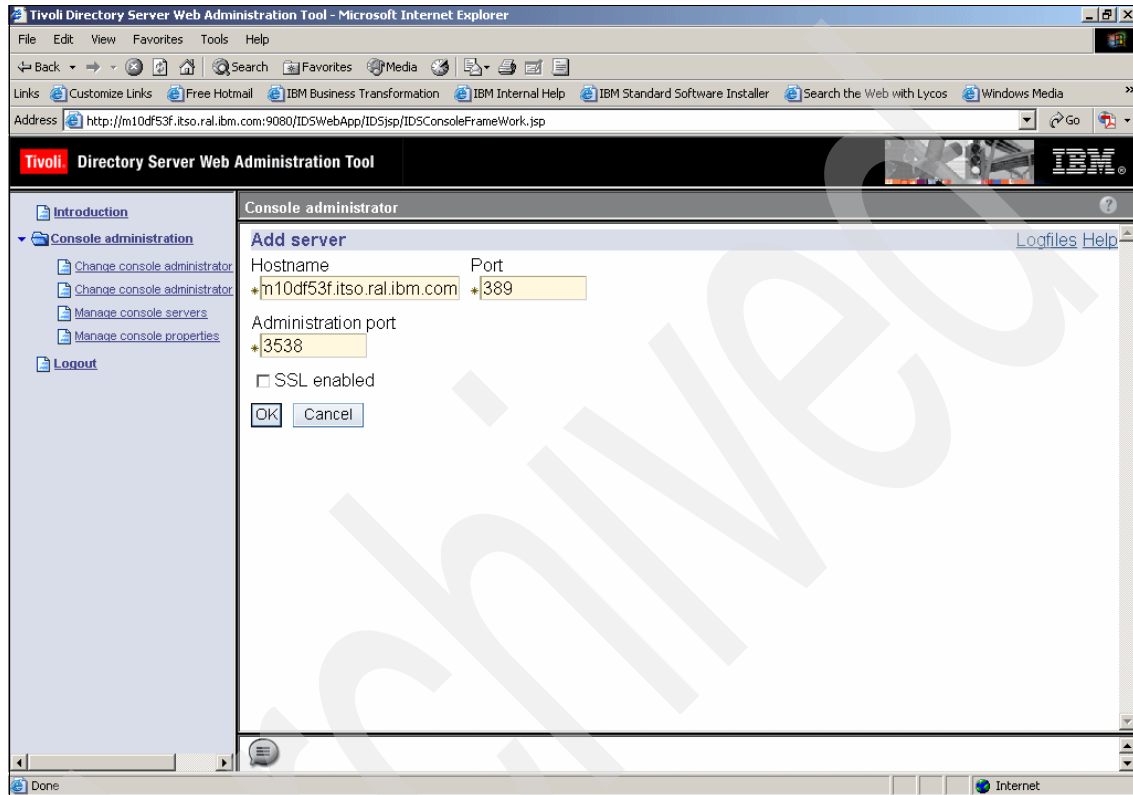 Tivoli Directory Server Web Administration Tool - Microsoft Internet Explorer
File Edit View Favorites Tools Help
Back Search Favorites Media
Links Customize Links Free Hotmail IBM Business Transformation IBM Internal Help IBM Standard Software Installer Search the Web with Lycos Windows Media »
Address http://m10df53f.itso.ral.ibm.com:9080/IDSWebApp/IDSjsp/IDSConsoleFrameWork.jsp Go
Tivoli. Directory Server Web Administration Tool IBM®
Introduction
Console administration
Change console administrator
Change console administrator
Manage console servers
Manage console properties
Logout
Console administrator ?
Add server Logfiles Help
Hostname Port
*m10df53f.itso.ral.ibm.com *389
Administration port
*3538
SSL enabled
OK Cancel
Done Internet
Archived